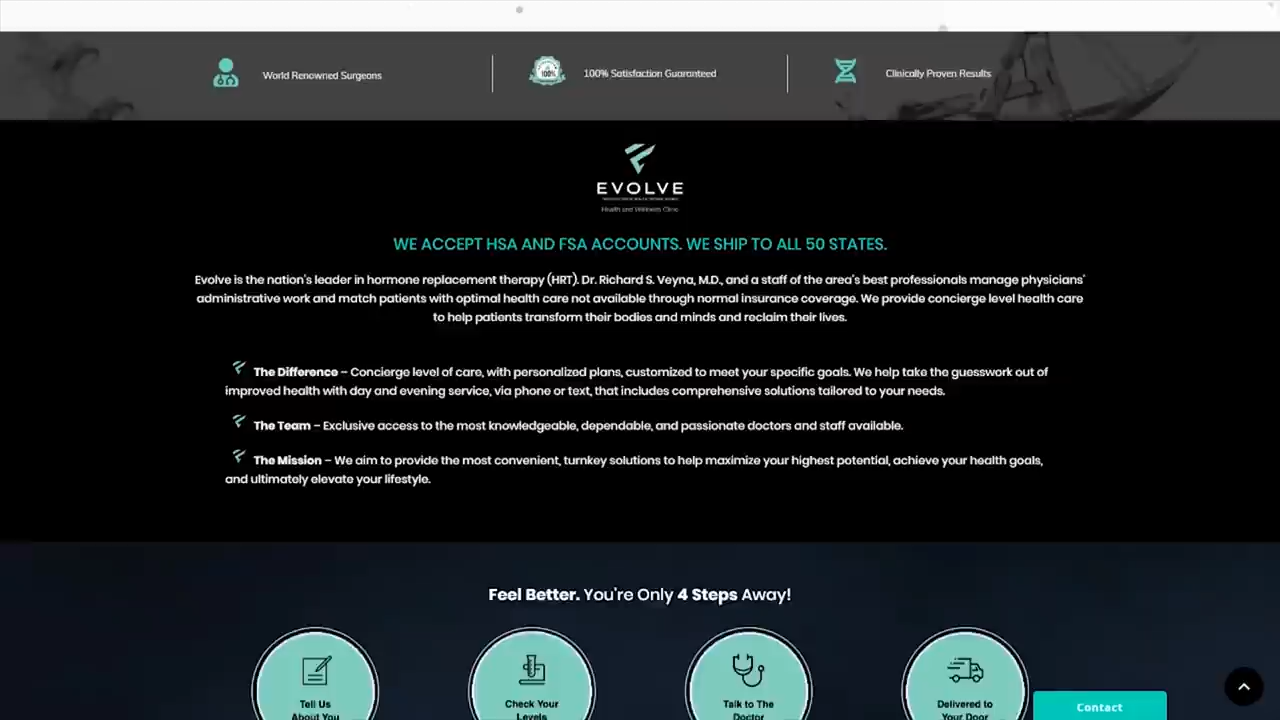 World Renowned Surgeons
100%
100% Satisfaction Guaranteed
Clinically Proven Results
EVOLVE
Health and Wellness Clinic
WE ACCEPT HSA AND FSA ACCOUNTS. WE SHIP TO ALL 50 STATES.
Evolve is the nation's leader in hormone replacement therapy (HRT). Dr. Richard S. Veyna, M.D., and a staff of the area's best professionals manage physicians'
administrative work and match patients with optimal health care not available through normal insurance coverage. We provide concierge level health care
to help patients transform their bodies and minds and reclaim their lives.
The Difference – Concierge level of care, with personalized plans, customized to meet your specific goals. We help take the guesswork out of
improved health with day and evening service, via phone or text, that includes comprehensive solutions tailored to your needs.
The Team – Exclusive access to the most knowledgeable, dependable, and passionate doctors and staff available.
The Mission – We aim to provide the most convenient, turnkey solutions to help maximize your highest potential, achieve your health goals,
and ultimately elevate your lifestyle.
Feel Better. You're Only 4 Steps Away!
Tell Us
About You
Check Your
Levels
Talk to The
Doctor
Delivered to
Your Door
Contact